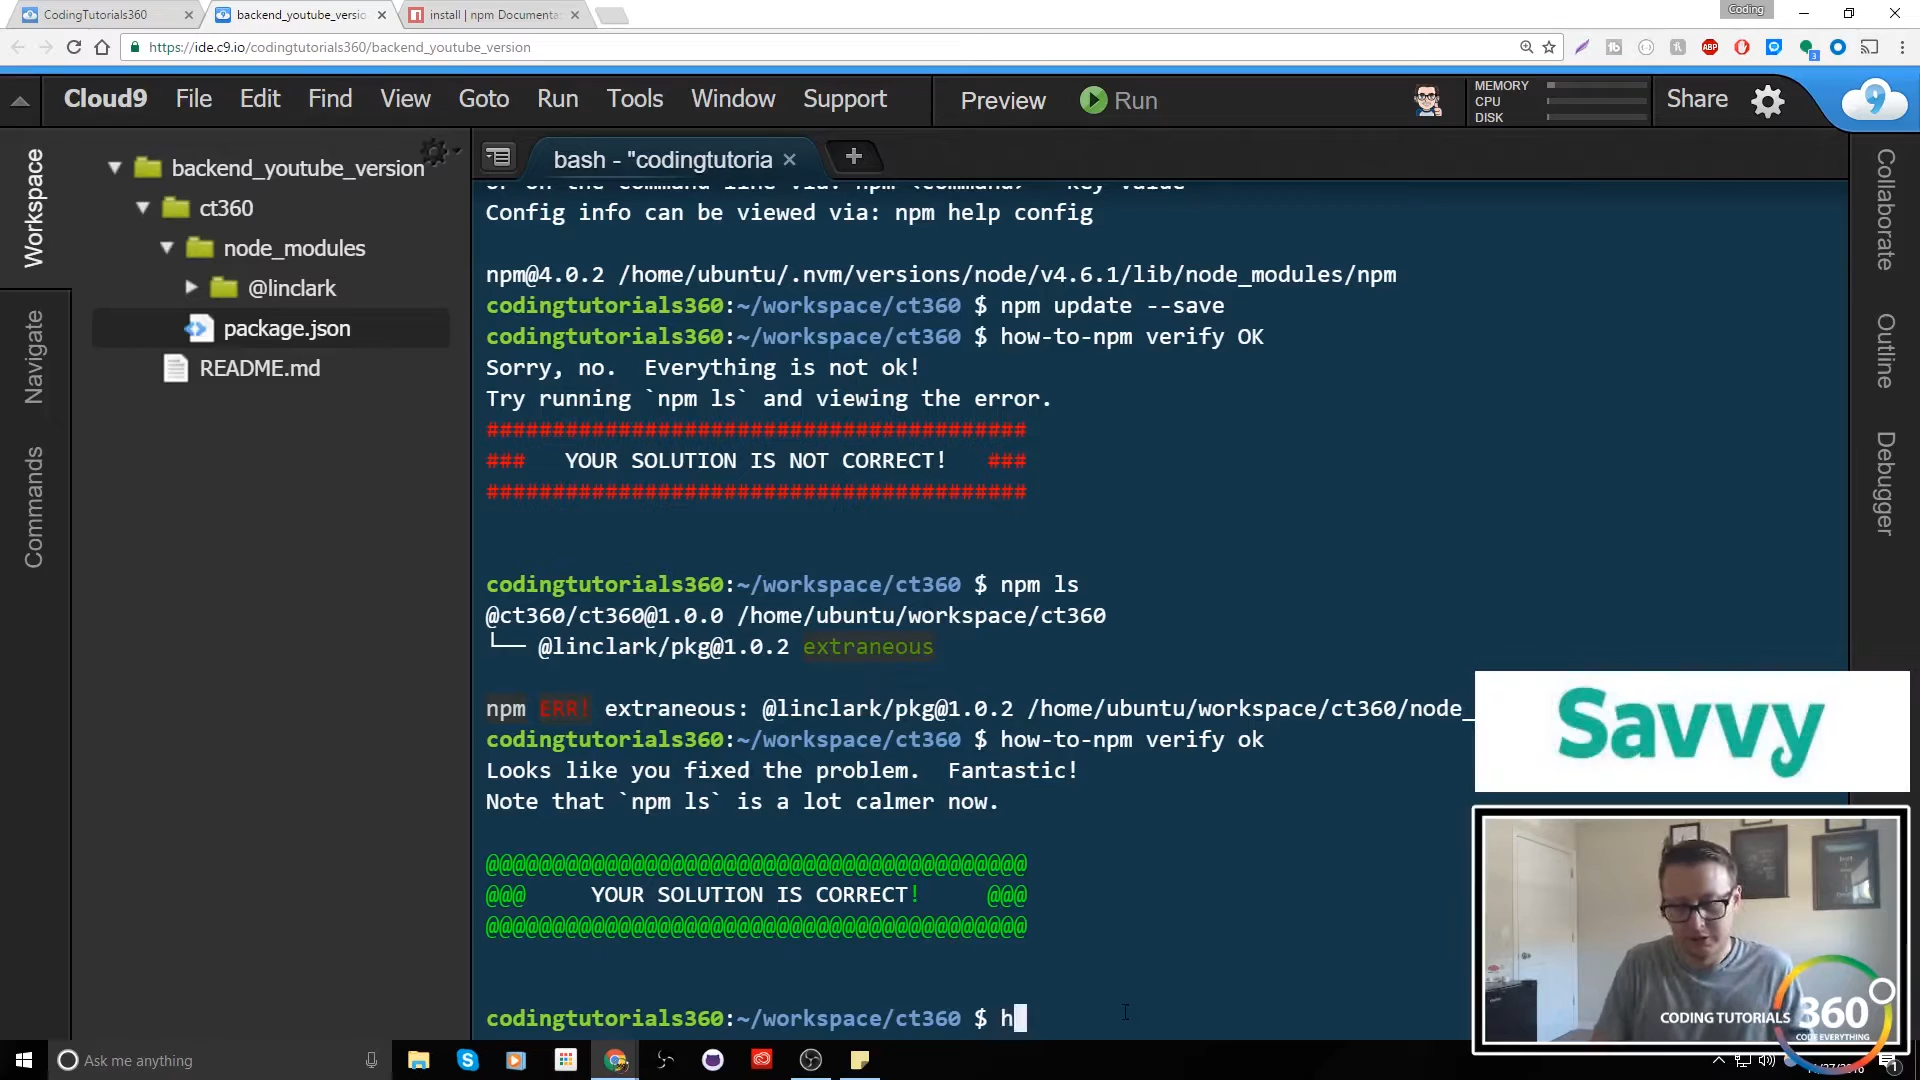 CodingTutorials360
backend_youtube_versio
install | npm Documenta
Coding
https://ide.c9.io/codingtutorials360/backend_youtube_version
Cloud9 File Edit Find View Goto Run Tools Window Support Preview Run
MEMORY
CPU
DISK
Share
9
Workspace
Navigate
Commands
backend_youtube_version
ct360
node_modules
@linclark
package.json
README.md
bash - "codingtutoria
Collaborate
Outline
Debugger
Config info can be viewed via: npm help config
npm@4.0.2 /home/ubuntu/.nvm/versions/node/v4.6.1/lib/node_modules/npm
codingtutorials360:~/workspace/ct360 $ npm update --save
codingtutorials360:~/workspace/ct360 $ how-to-npm verify OK
Sorry, no.  Everything is not ok!
Try running `npm ls` and viewing the error.
#########################################
###   YOUR SOLUTION IS NOT CORRECT!   ###
#########################################
codingtutorials360:~/workspace/ct360 $ npm ls
@ct360/ct360@1.0.0 /home/ubuntu/workspace/ct360
└── @linclark/pkg@1.0.2 extraneous
npm ERR! extraneous: @linclark/pkg@1.0.2 /home/ubuntu/workspace/ct360/node_
codingtutorials360:~/workspace/ct360 $ how-to-npm verify ok
Looks like you fixed the problem.  Fantastic!
Note that `npm ls` is a lot calmer now.
@@@@@@@@@@@@@@@@@@@@@@@@@@@@@@@@@@@@@@@@@
@@@     YOUR SOLUTION IS CORRECT!     @@@
@@@@@@@@@@@@@@@@@@@@@@@@@@@@@@@@@@@@@@@@@
codingtutorials360:~/workspace/ct360 $ h
Savvy
CODING TUTORIALS 360
CODE EVERYTHING
Ask me anything